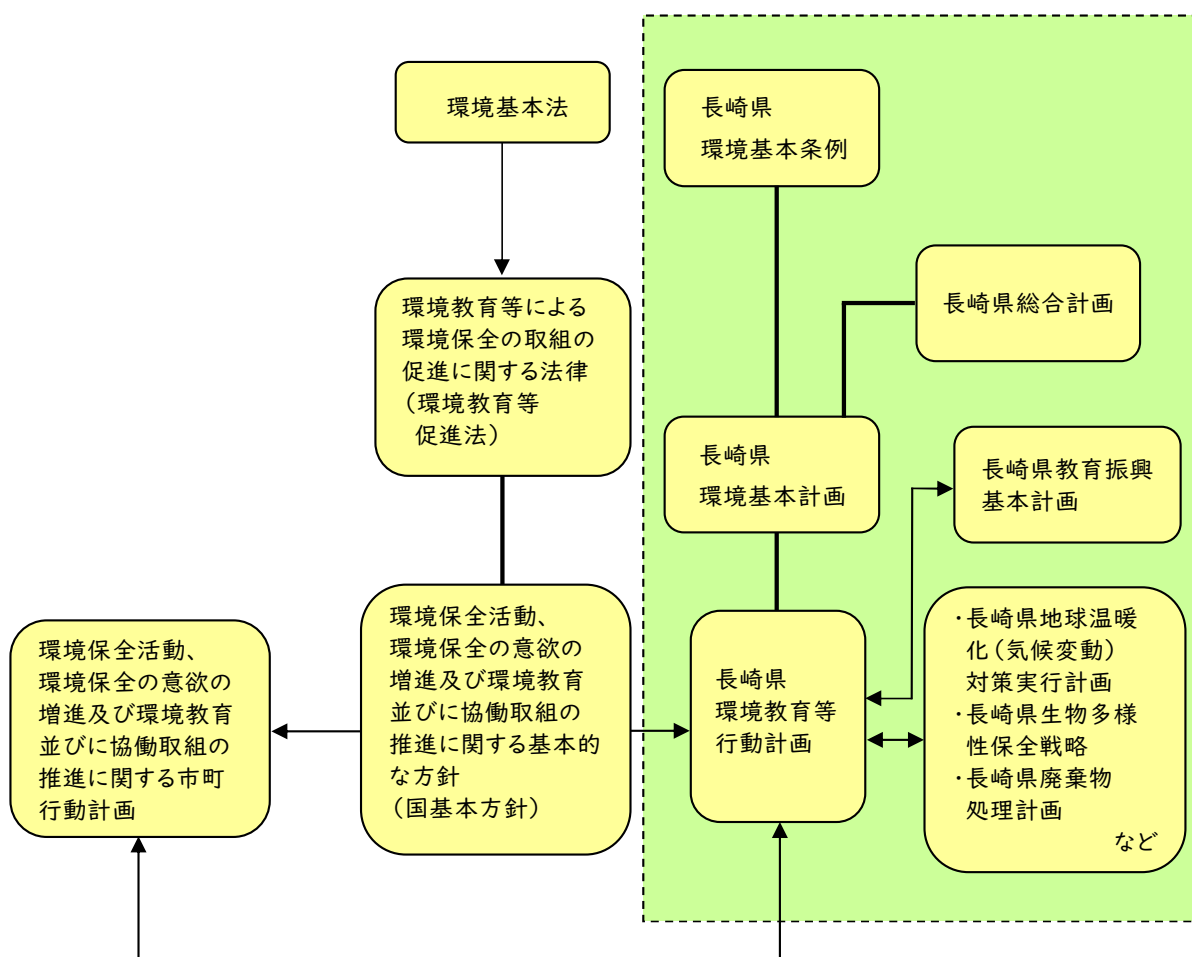 環境基本法
長崎県
環境基本条例
長崎県総合計画
環境教育等による
環境保全の取組の
促進に関する法律
（環境教育等
促進法）
長崎県
環境基本計画
長崎県教育振興
基本計画
環境保全活動、
環境保全の意欲の
増進及び環境教育
並びに協働取組の
推進に関する市町
行動計画
環境保全活動、
環境保全の意欲の
増進及び環境教育
並びに協働取組の
推進に関する基本的
な方針
（国基本方針）
長崎県
環境教育等
行動計画
・長崎県地球温暖
化（気候変動）
対策実行計画
・長崎県生物多様
性保全戦略
・長崎県廃棄物
処理計画
など